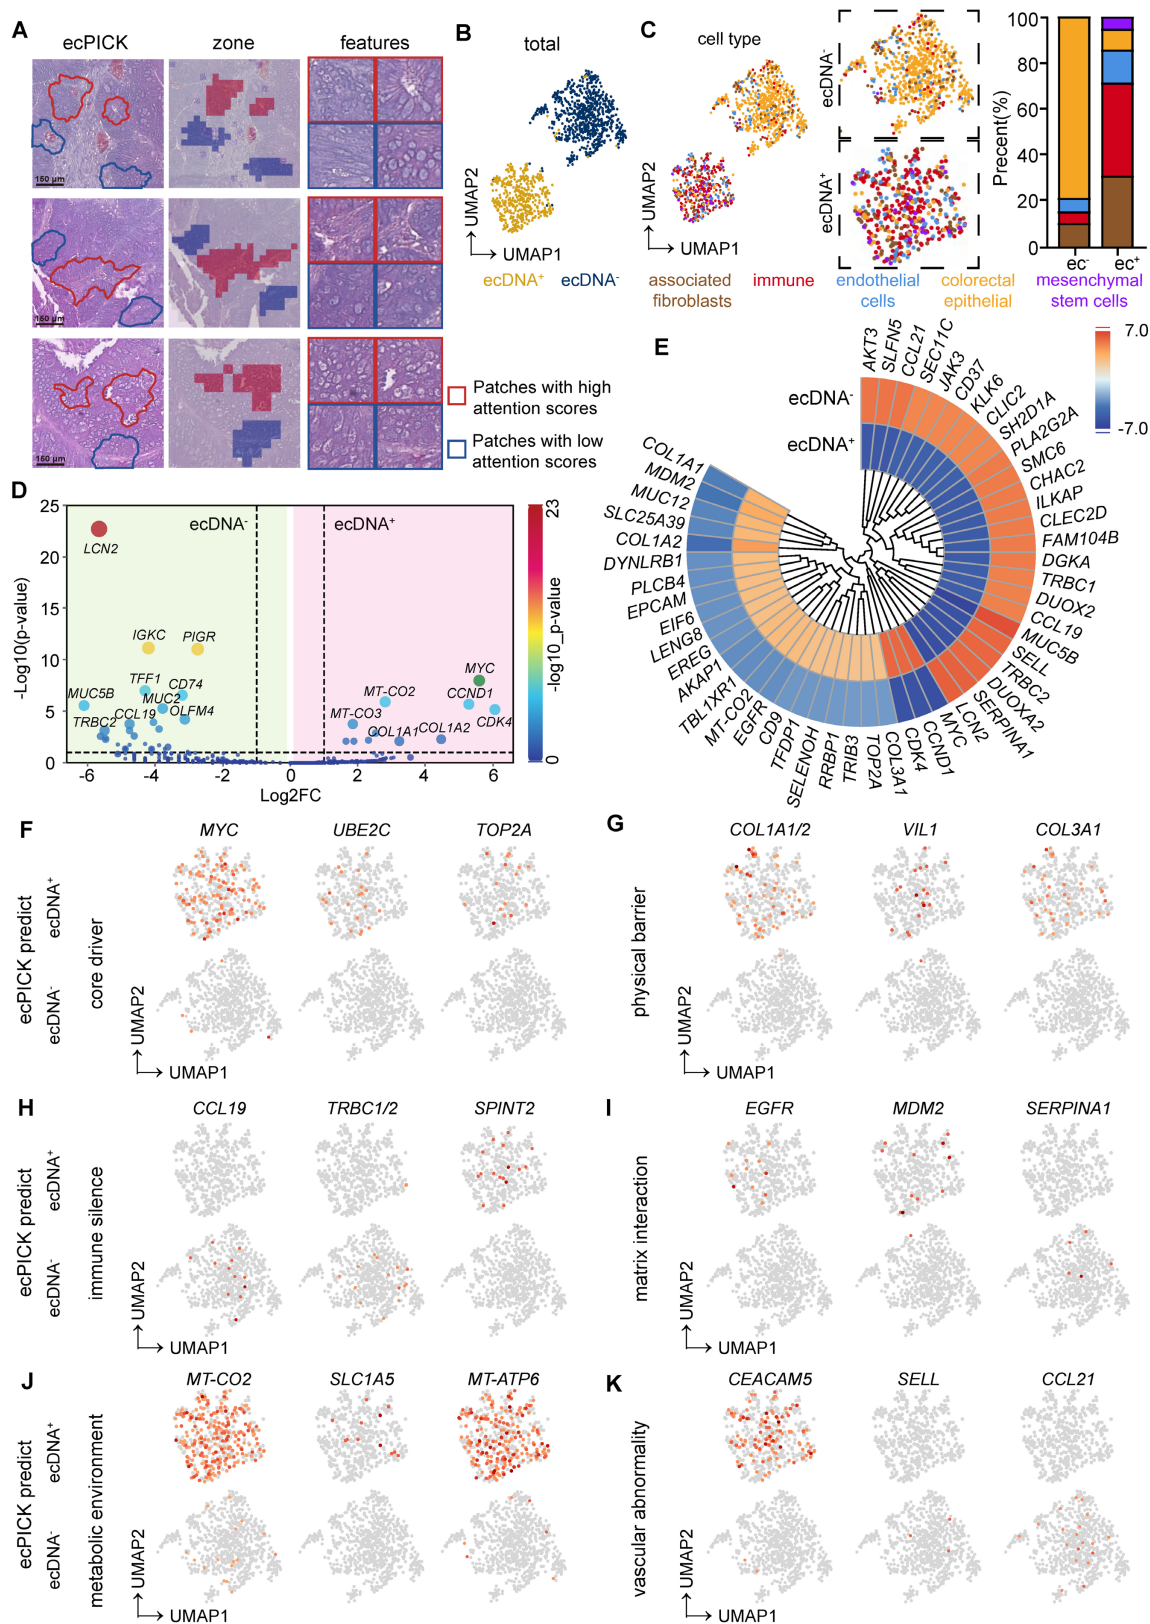 A
ecPICK
zone
features
150 μm
150 μm
150 μm
Patches with high
attention scores
Patches with low
attention scores
B
total
UMAP2
UMAP1
ecDNA+
ecDNA-
C
cell type
UMAP2
UMAP1
ecDNA-
ecDNA+
Precent(%)
100
80
60
40
20
0
ec-
ec+
associated
fibroblasts
immune
endothelial
cells
colorectal
epithelial
mesenchymal
stem cells
D
ecDNA-
ecDNA+
-Log10(p-value)
25
20
15
10
5
0
-6
-4
-2
0
2
4
6
Log2FC
LCN2
IGKC
PIGR
TFF1
CD74
MUC5B
MUC2
OLFM4
CCL19
TRBC2
MYC
MT-CO2
CCND1
MT-CO3
CDK4
COL1A1
COL1A2
23
-log10_p-value
0
E
ecDNA-
ecDNA+
7.0
-7.0
AKT3
SLFN5
CCL21
SEC11C
JAK3
CD37
KLK6
CLIC2
SH2D1A
PLA2G2A
SMC6
CHAC2
ILKAP
CLEC2D
FAM104B
DGKA
TRBC1
DUOX2
CCL19
MUC5B
SELL
TRBC2
DUOXA2
SERPINA1
LCN2
MYC
CCND1
CDK4
COL3A1
TOP2A
TRIB3
RRBP1
SELENOH
TFDP1
CD9
EGFR
MT-CO2
TBL1XR1
AKAP1
EREG
LENG8
EIF6
EPCAM
PLCB4
DYNLRB1
COL1A2
SLC25A39
MUC12
MDM2
COL1A1
F
MYC
UBE2C
TOP2A
ecPICK predict
ecDNA+
ecDNA-
core driver
UMAP2
UMAP1
G
COL1A1/2
VIL1
COL3A1
physical barrier
UMAP2
UMAP1
H
CCL19
TRBC1/2
SPINT2
ecPICK predict
ecDNA+
ecDNA-
immune silence
UMAP2
UMAP1
I
EGFR
MDM2
SERPINA1
matrix interaction
UMAP2
UMAP1
J
MT-CO2
SLC1A5
MT-ATP6
ecPICK predict
ecDNA+
ecDNA-
metabolic environment
UMAP2
UMAP1
K
CEACAM5
SELL
CCL21
vascular abnormality
UMAP2
UMAP1